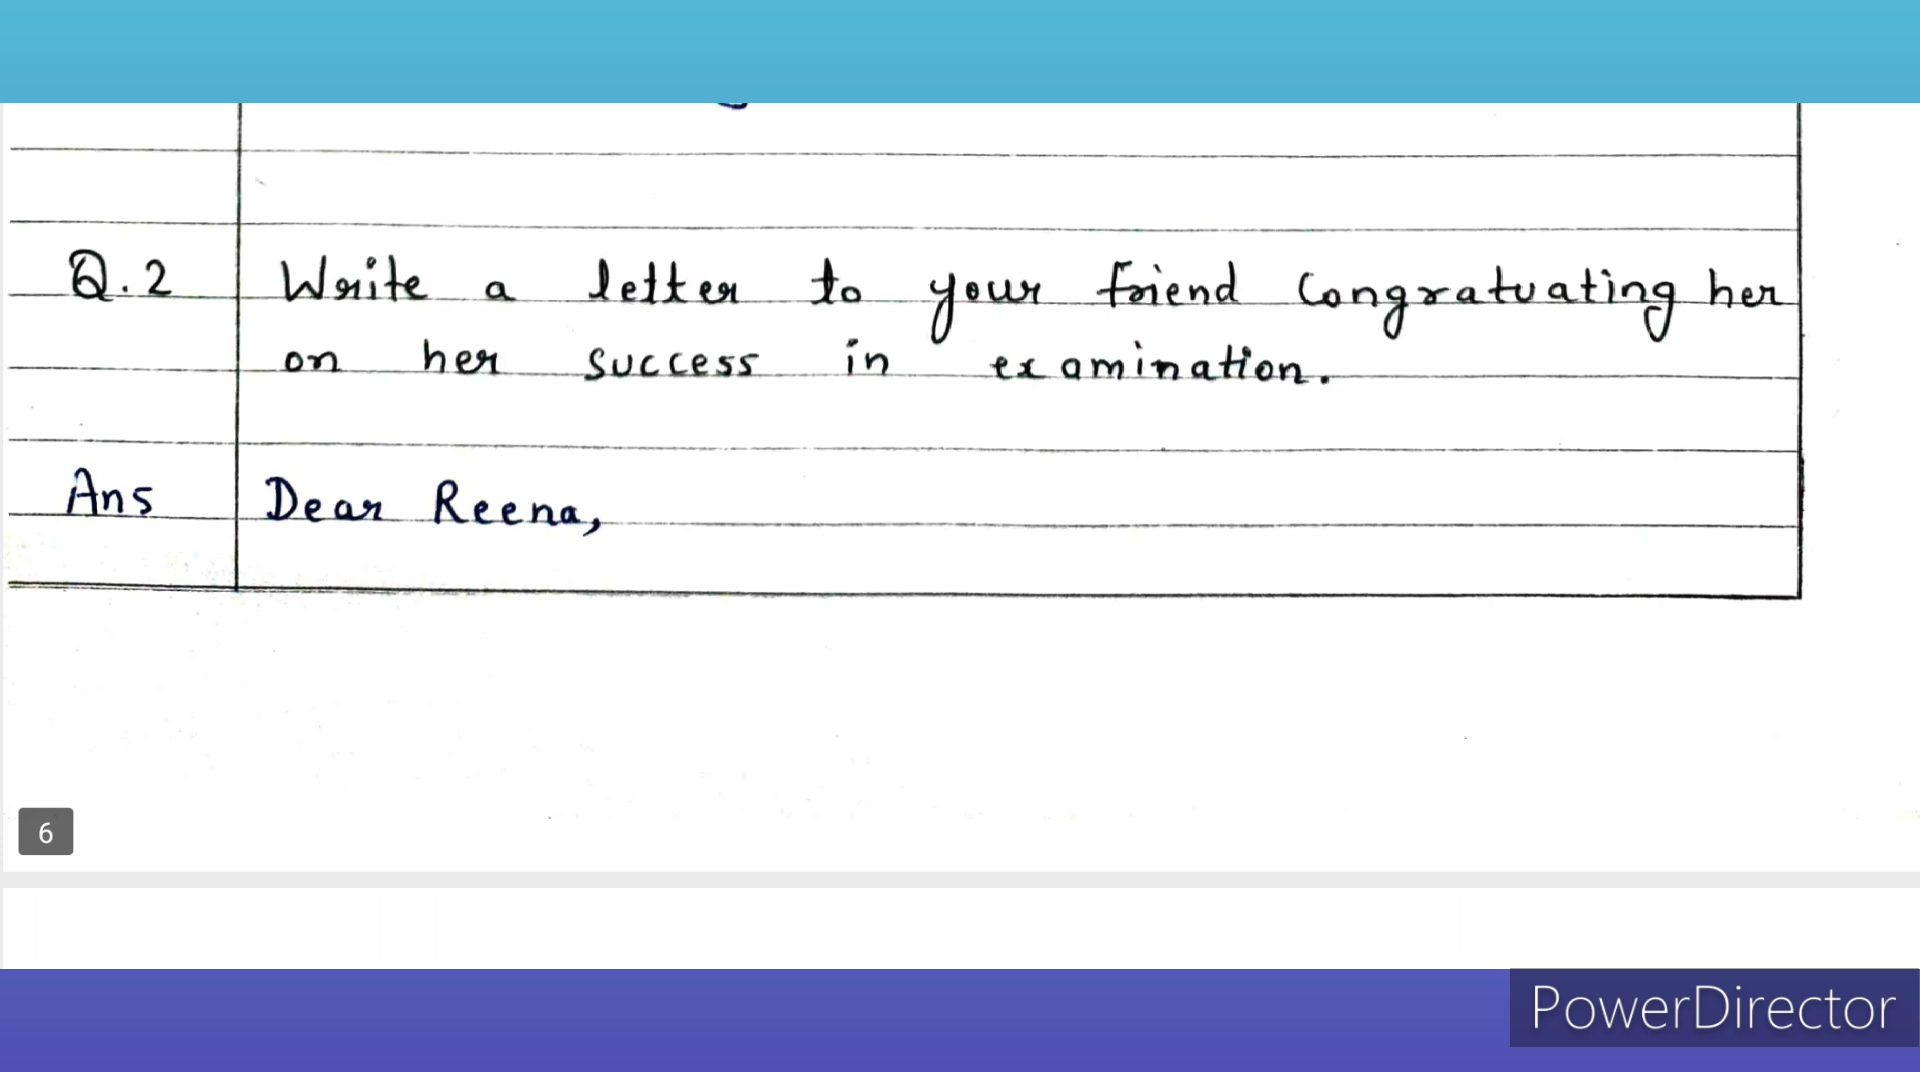 Q.2 Write a letter to your friend Congratuating her
on her success in examination.
Ans Dear Reena,
6
PowerDirector